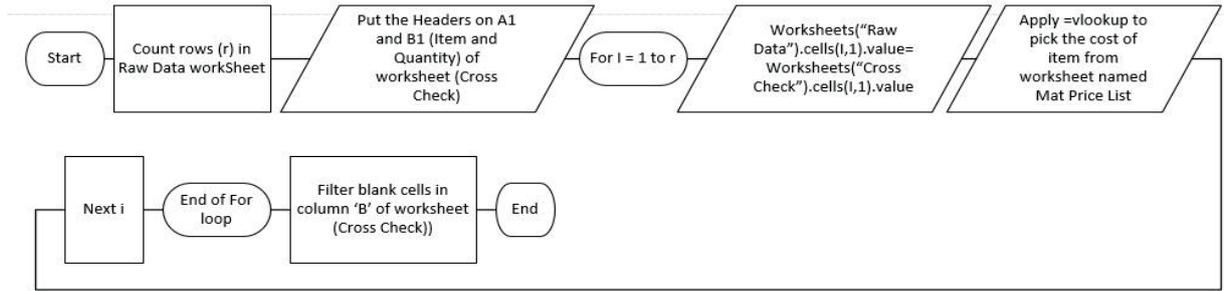 Start
Count rows (r) in
Raw Data workSheet
Put the Headers on A1
and B1 (Item and
Quantity) of
worksheet (Cross
Check)
For I = 1 to r
Worksheets(“Raw
Data”).cells(I,1).value=
Worksheets(“Cross
Check”).cells(I,1).value
Apply =vlookup to
pick the cost of
item from
worksheet named
Mat Price List
Next i
End of For
loop
Filter blank cells in
column ‘B’ of worksheet
(Cross Check))
End